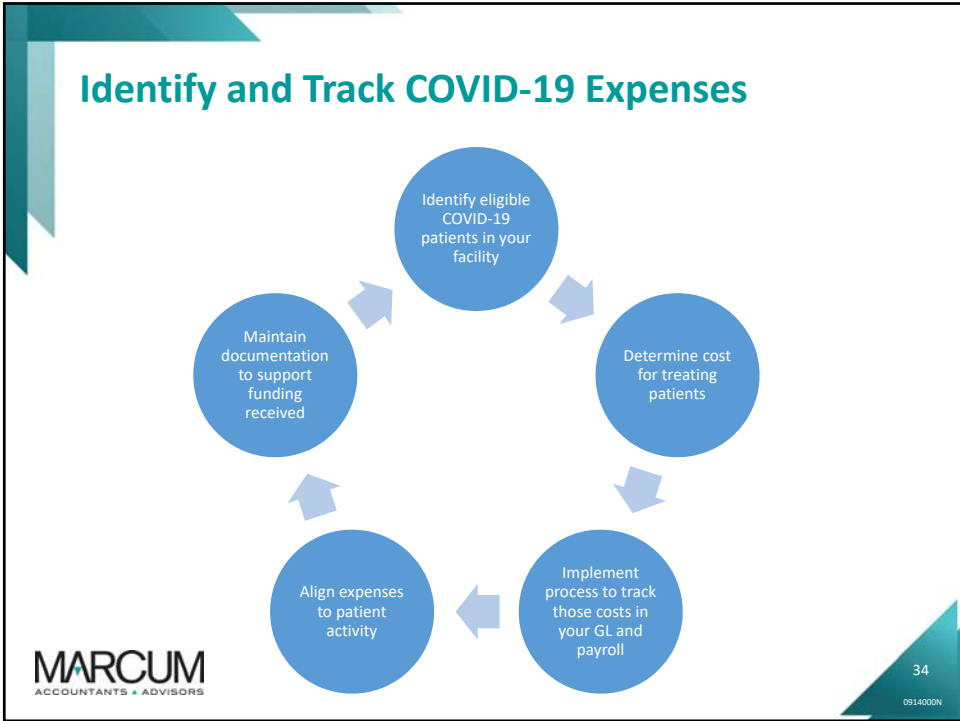 Identify and Track COVID-19 Expenses
Identify eligible
COVID-19
patients in your
facility
Determine cost
for treating
patients
Implement
process to track
those costs in
your GL and
payroll
Align expenses
to patient
activity
Maintain
documentation
to support
funding
received
MARCUM
ACCOUNTANTS ▲ ADVISORS
34
0914000N